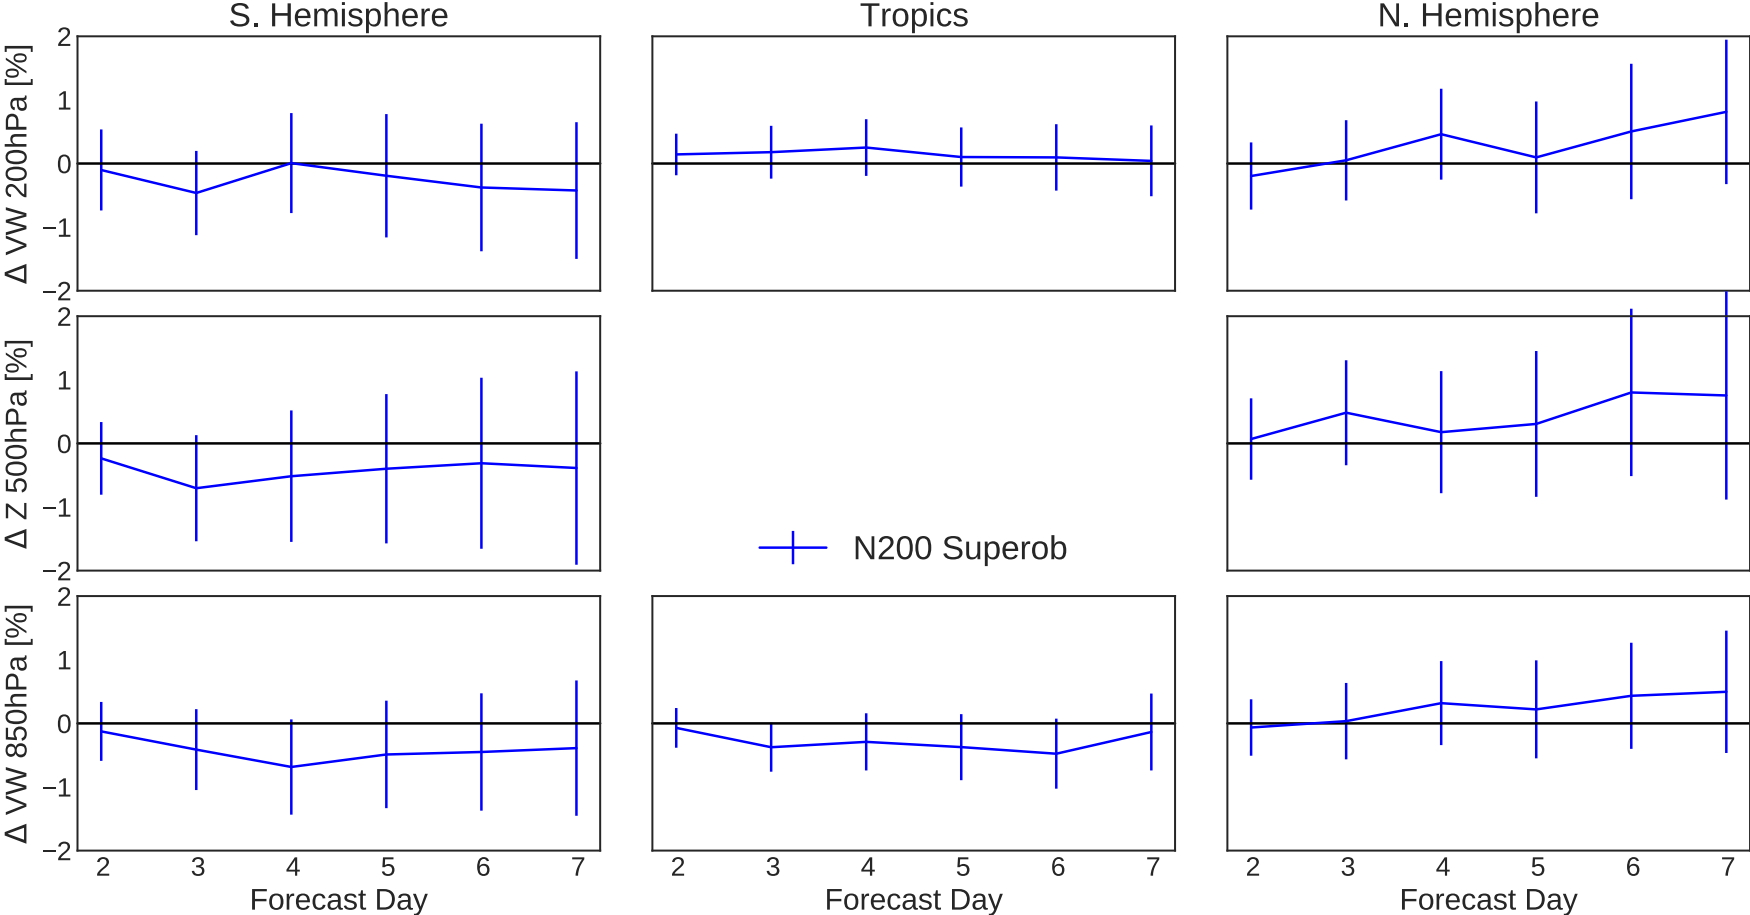 S. Hemisphere
Tropics
N. Hemisphere
Δ VW 200hPa [%]
2
1
0
−1
−2
Δ Z 500hPa [%]
2
1
0
−1
−2
N200 Superob
Δ VW 850hPa [%]
2
1
0
−1
−2
2 3 4 5 6 7
2 3 4 5 6 7
2 3 4 5 6 7
Forecast Day
Forecast Day
Forecast Day